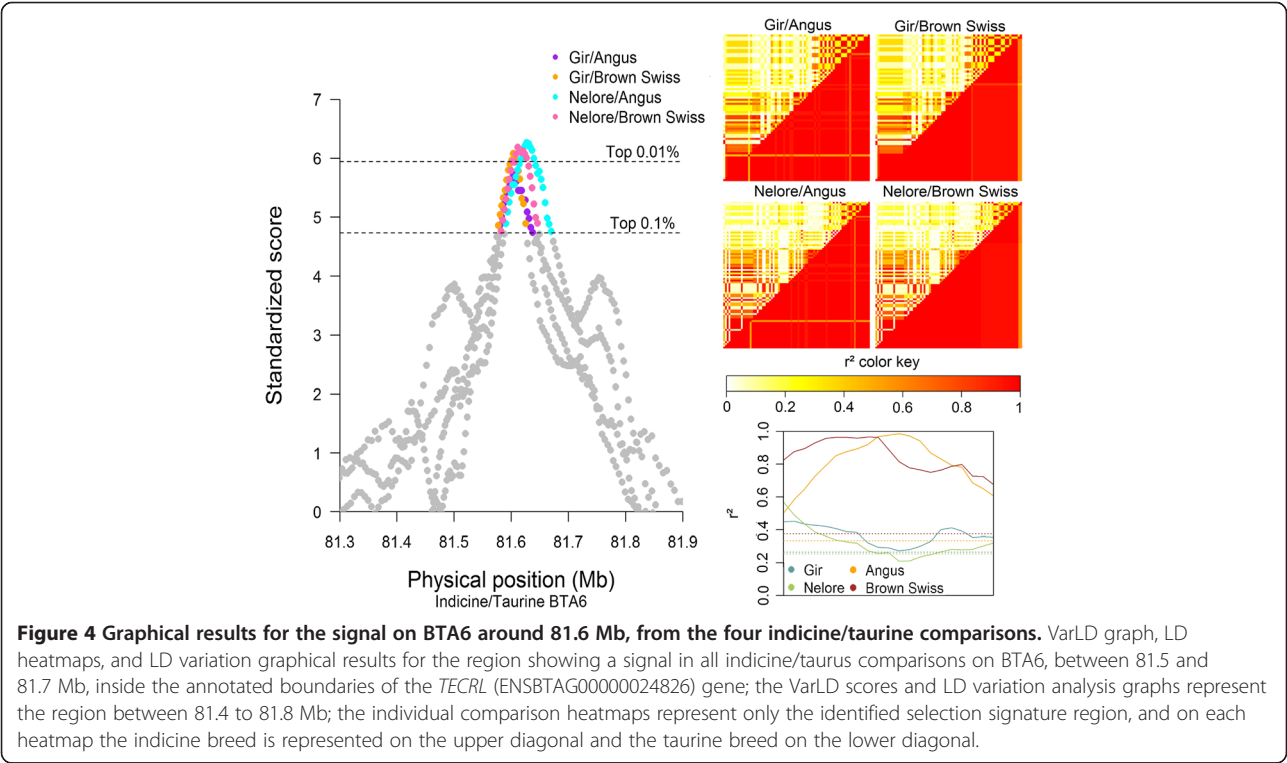 Gir/Angus
Gir/Brown Swiss
Nelore/Angus
Nelore/Brown Swiss
7
6
5
4
3
2
1
0
Standardized score
Top 0.01%
Top 0.1%
81.3 81.4 81.5 81.6 81.7 81.8 81.9
Physical position (Mb)
Indicine/Taurine BTA6
Gir/Angus
Gir/Brown Swiss
Nelore/Angus
Nelore/Brown Swiss
r² color key
0 0.2 0.4 0.6 0.8 1
r²
1.0
0.8
0.6
0.4
0.2
0.0
Gir Angus
Nelore Brown Swiss
Figure 4 Graphical results for the signal on BTA6 around 81.6 Mb, from the four indicine/taurine comparisons. VarLD graph, LD
heatmaps, and LD variation graphical results for the region showing a signal in all indicine/taurus comparisons on BTA6, between 81.5 and
81.7 Mb, inside the annotated boundaries of the TECRL (ENSBTAG00000024826) gene; the VarLD scores and LD variation analysis graphs represent
the region between 81.4 to 81.8 Mb; the individual comparison heatmaps represent only the identified selection signature region, and on each
heatmap the indicine breed is represented on the upper diagonal and the taurine breed on the lower diagonal.